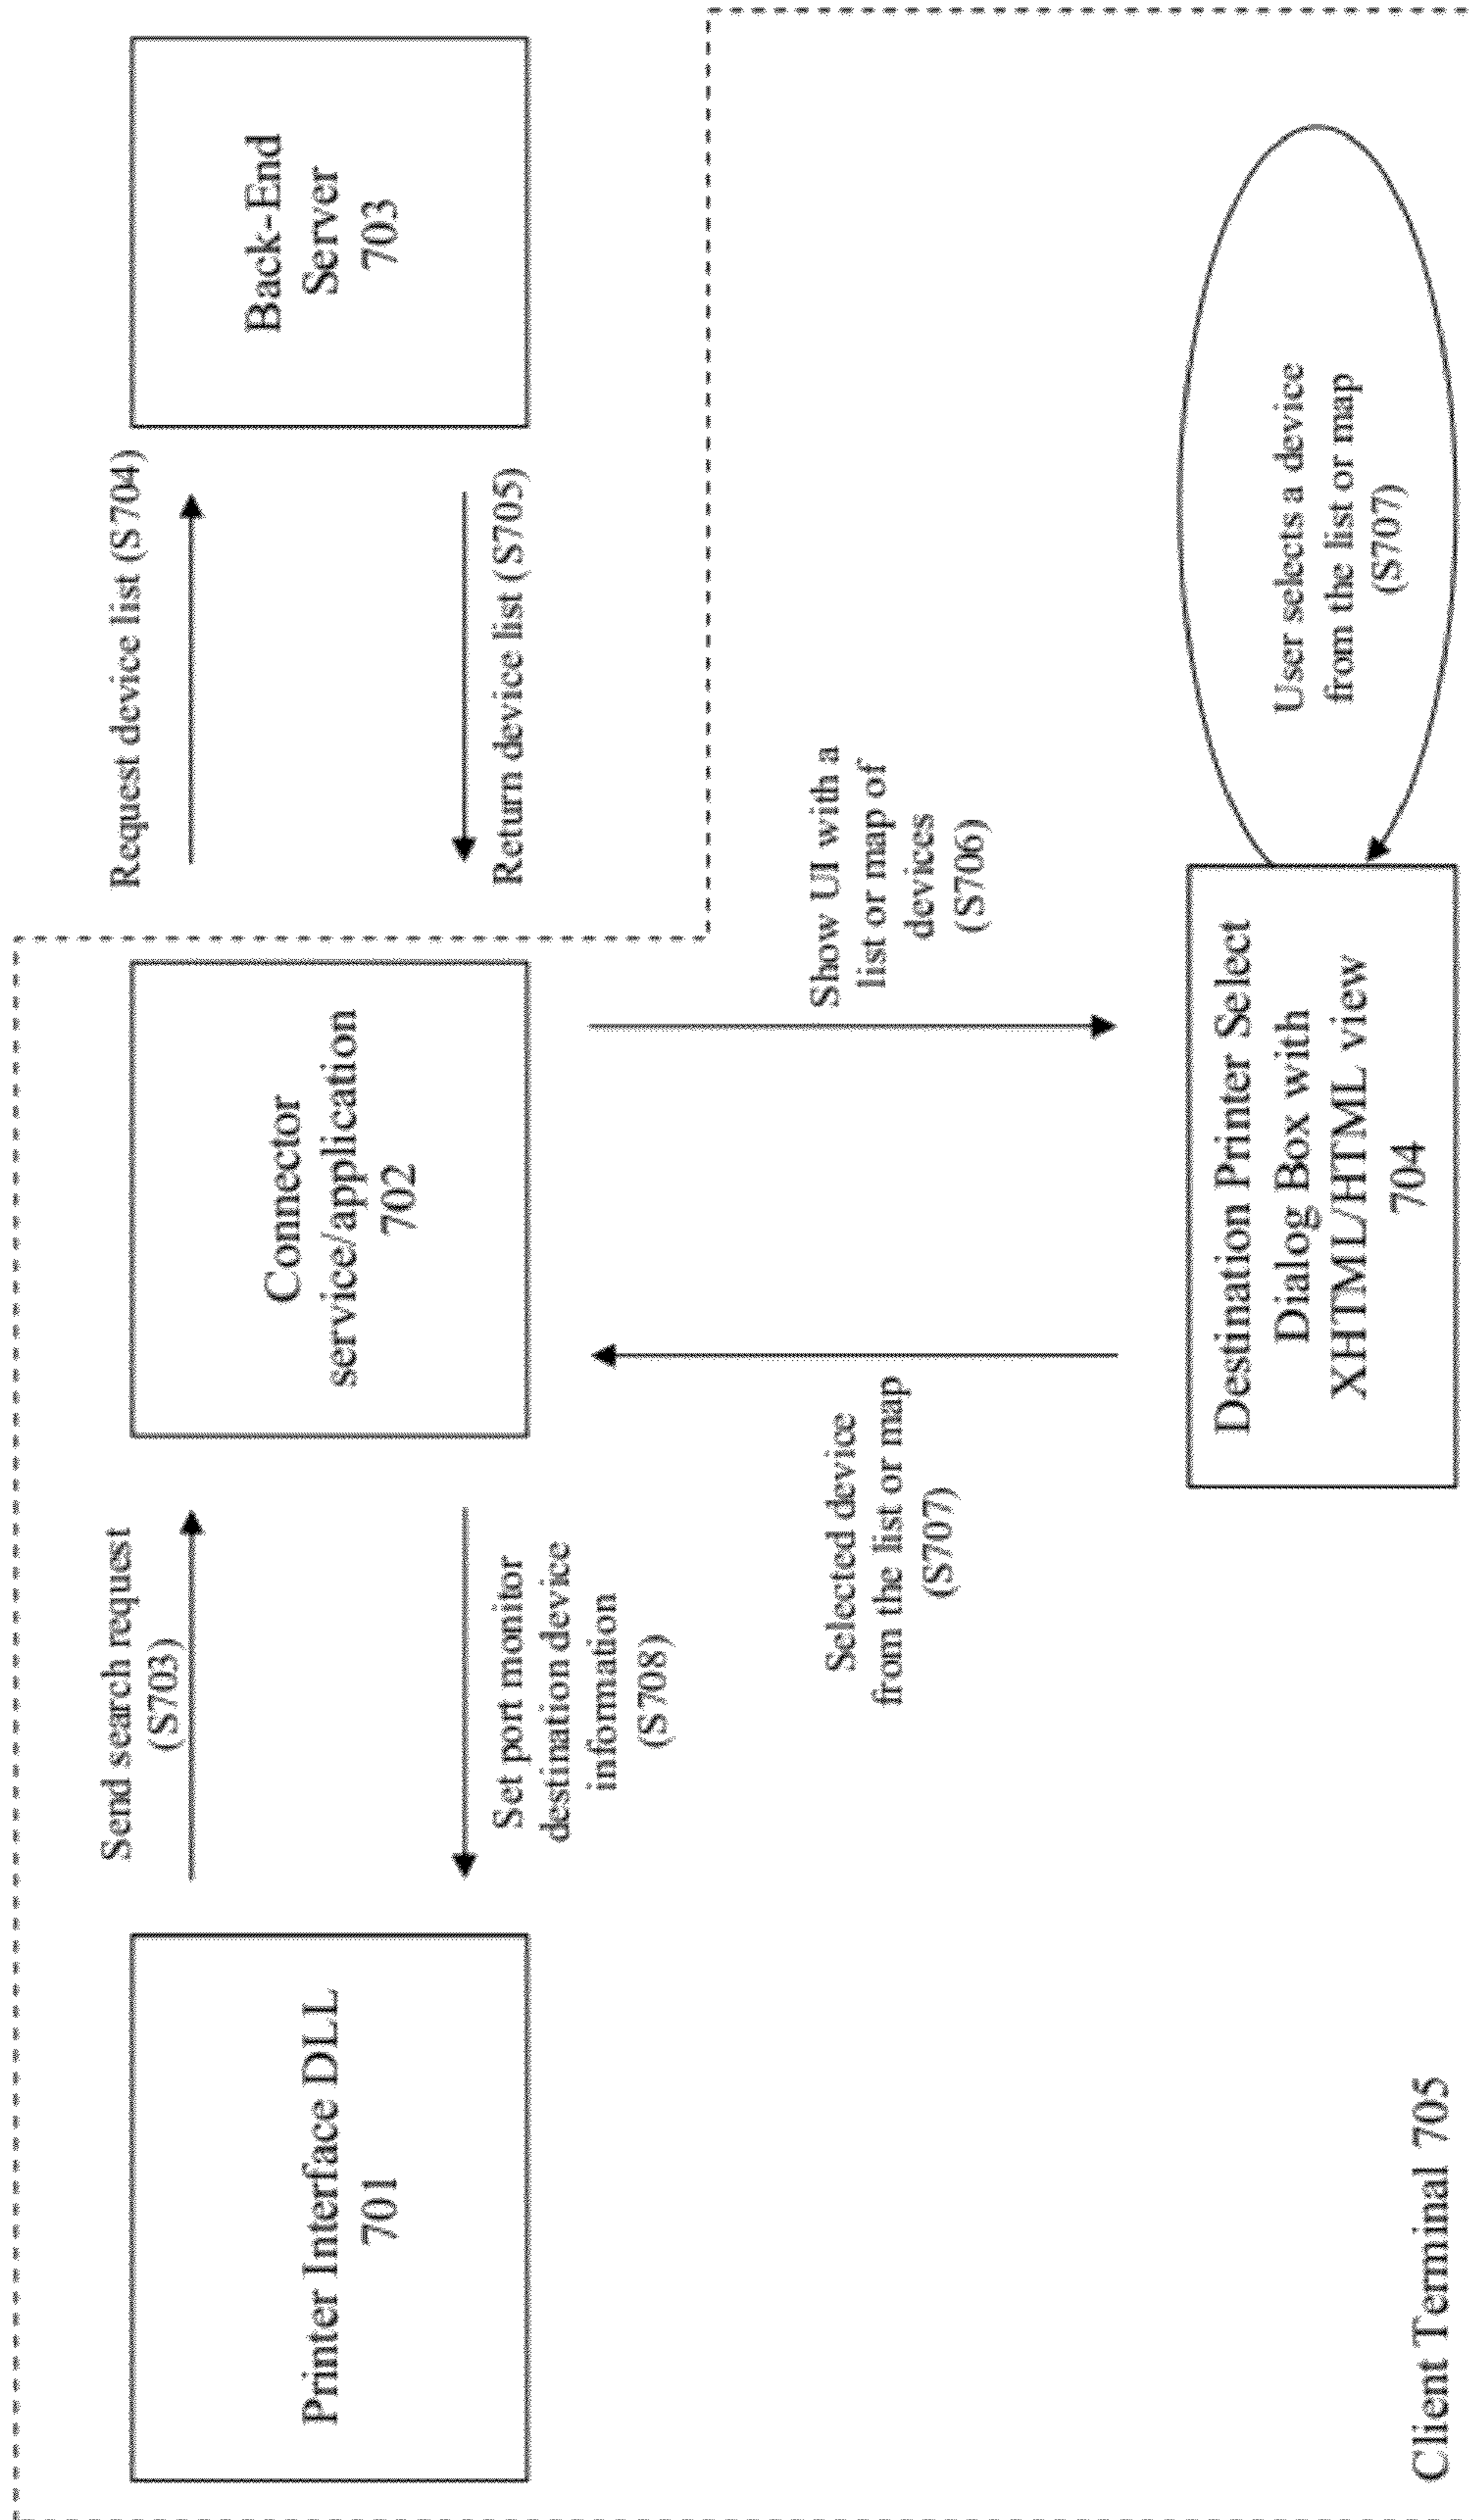 Send search request
(S703)
Request device list (S704)
Printer Interface DLL
701
Connector
service/application
702
Back-End
Server
703
Set port monitor
destination device
information
(S708)
Return device list (S705)
Selected device
from the list or map
(S707)
Show UI with a
list or map of
devices
(S706)
Destination Printer Select
Dialog Box with
XHTML/HTML view
704
User selects a device
from the list or map
(S707)
Client Terminal 705